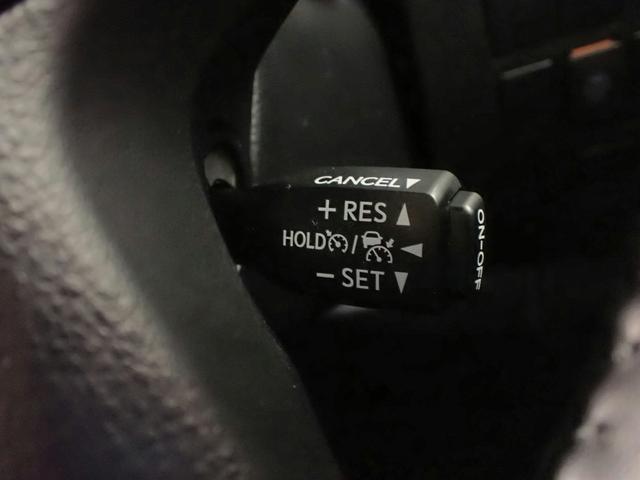 CANCEL▼
+ RES ▲
HOLD / ◀
− SET ▼
ON-OFF